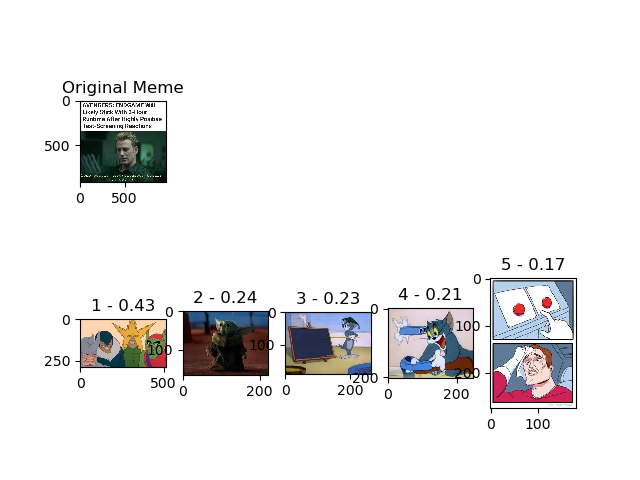 Original Meme
0
AVENGERS: ENDGAME Will
Likely Stick With 3-Hour
Runtime After Highly Positive
Test-Screening Reactions
500
0 500
5 - 0.17
1 - 0.43
2 - 0.24
3 - 0.23
4 - 0.21
0
0
0
0
0
100
100
100
250
200
200
0 500
0 200
0 200
0 200
0 100